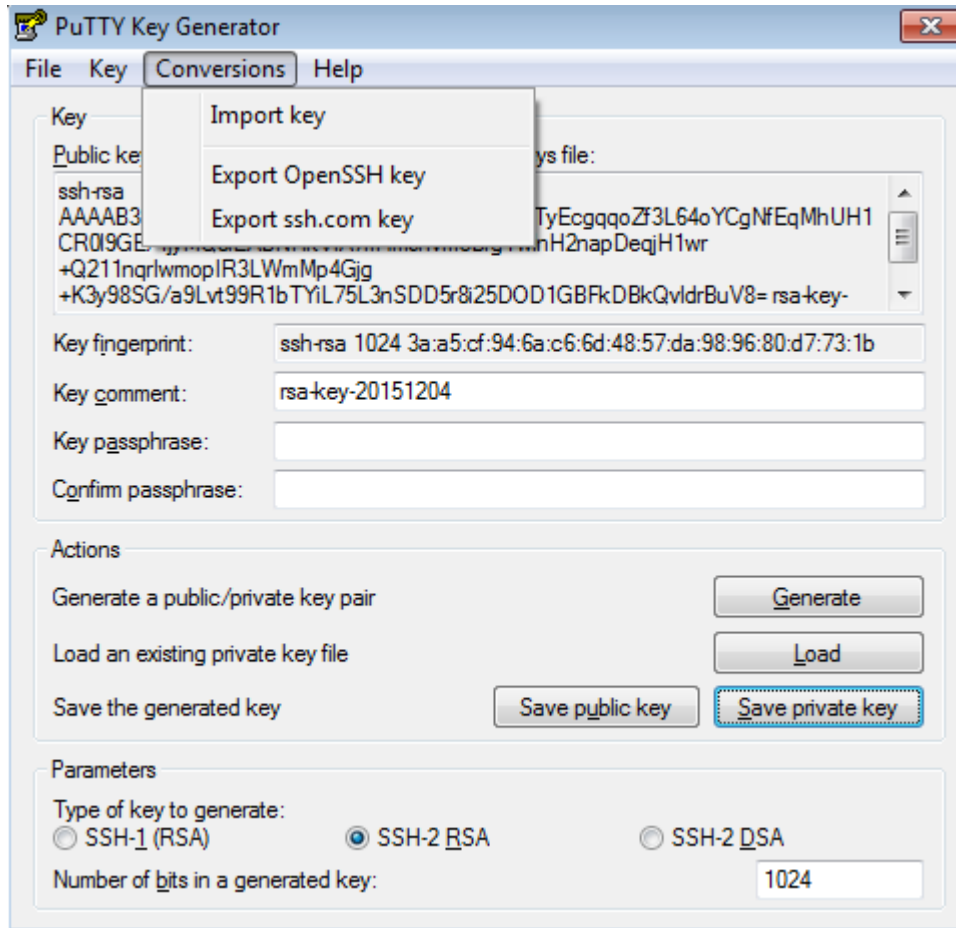 PuTTY Key Generator
File Key Conversions Help
Import key
Export OpenSSH key
Export ssh.com key
Key
Public key ys file:
ssh-rsa
AAAAB3 TyEcgqqoZf3L64oYCgNfEqMhUH1
+Q211nqrlwmopIR3LWmMp4Gjg
+K3y98SG/a9Lvt99R1bTYiL75L3nSDD5r8i25DOD1GBFkDBkQvIdrBuV8= rsa-key-
Key fingerprint: ssh-rsa 1024 3a:a5:cf:94:6a:c6:6d:48:57:da:98:96:80:d7:73:1b
Key comment: rsa-key-20151204
Key passphrase:
Confirm passphrase:
Actions
Generate a public/private key pair Generate
Load an existing private key file Load
Save the generated key Save public key Save private key
Parameters
Type of key to generate:
SSH-1 (RSA) SSH-2 RSA SSH-2 DSA
Number of bits in a generated key: 1024